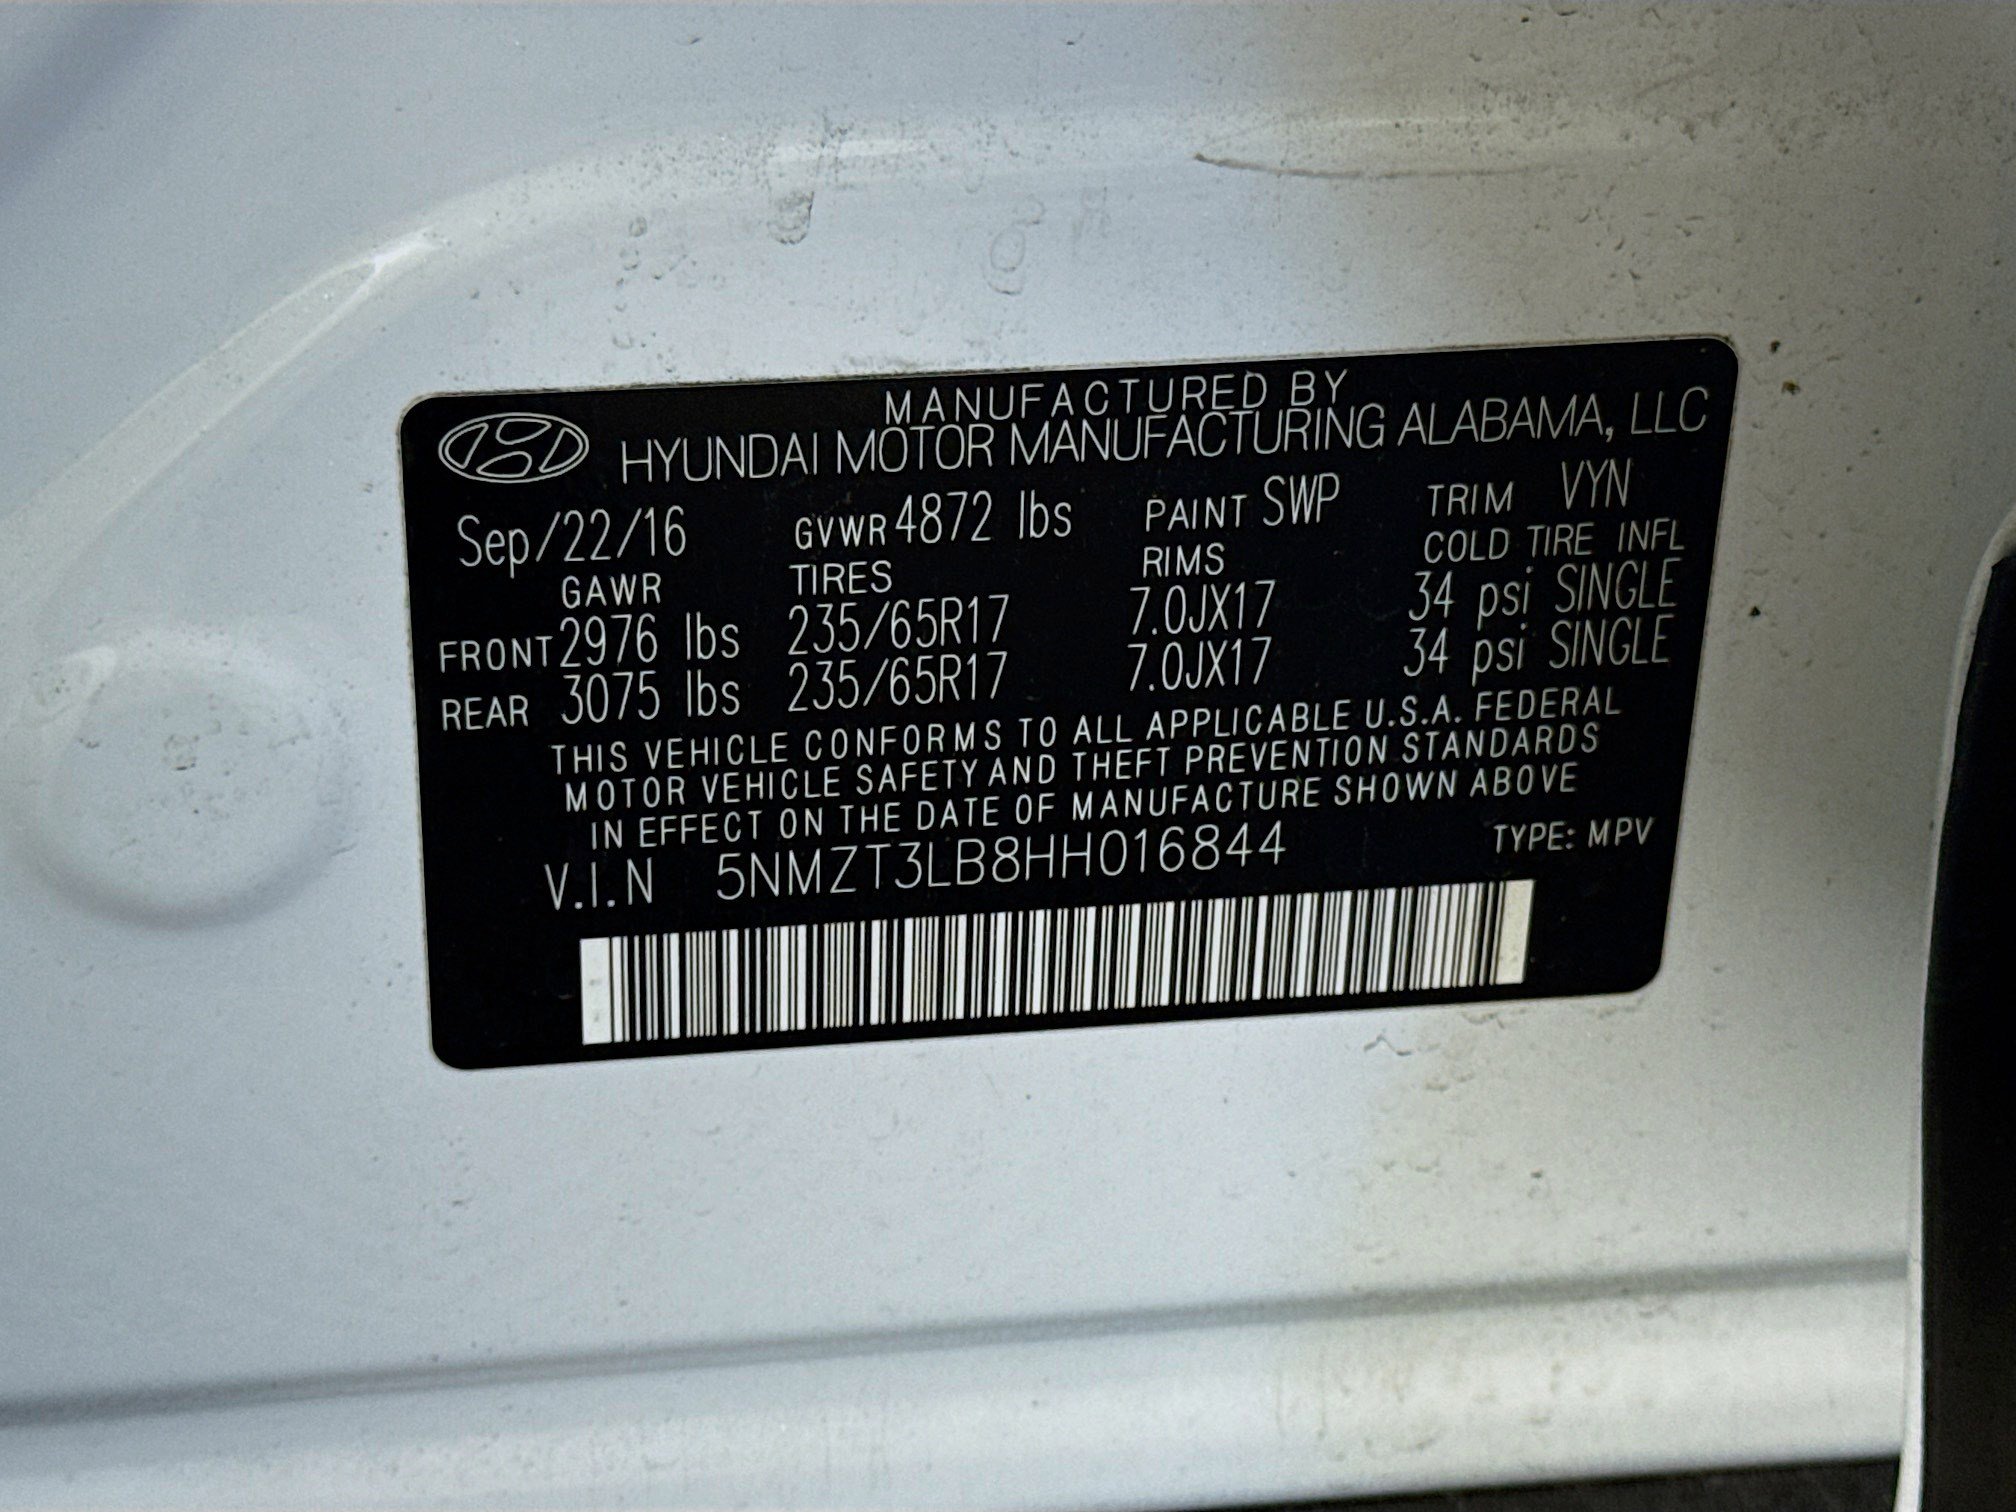 MANUFACTURED BY
HYUNDAI MOTOR MANUFACTURING ALABAMA, LLC
Sep/22/16 GVWR 4872 lbs PAINT SWP TRIM VYN
GAWR TIRES RIMS COLD TIRE INFL
FRONT 2976 lbs 235/65R17 7.0JX17 34 psi SINGLE
REAR 3075 lbs 235/65R17 7.0JX17 34 psi SINGLE
THIS VEHICLE CONFORMS TO ALL APPLICABLE U.S.A. FEDERAL
MOTOR VEHICLE SAFETY AND THEFT PREVENTION STANDARDS
IN EFFECT ON THE DATE OF MANUFACTURE SHOWN ABOVE
V.I.N 5NMZT3LB8HH016844 TYPE: MPV